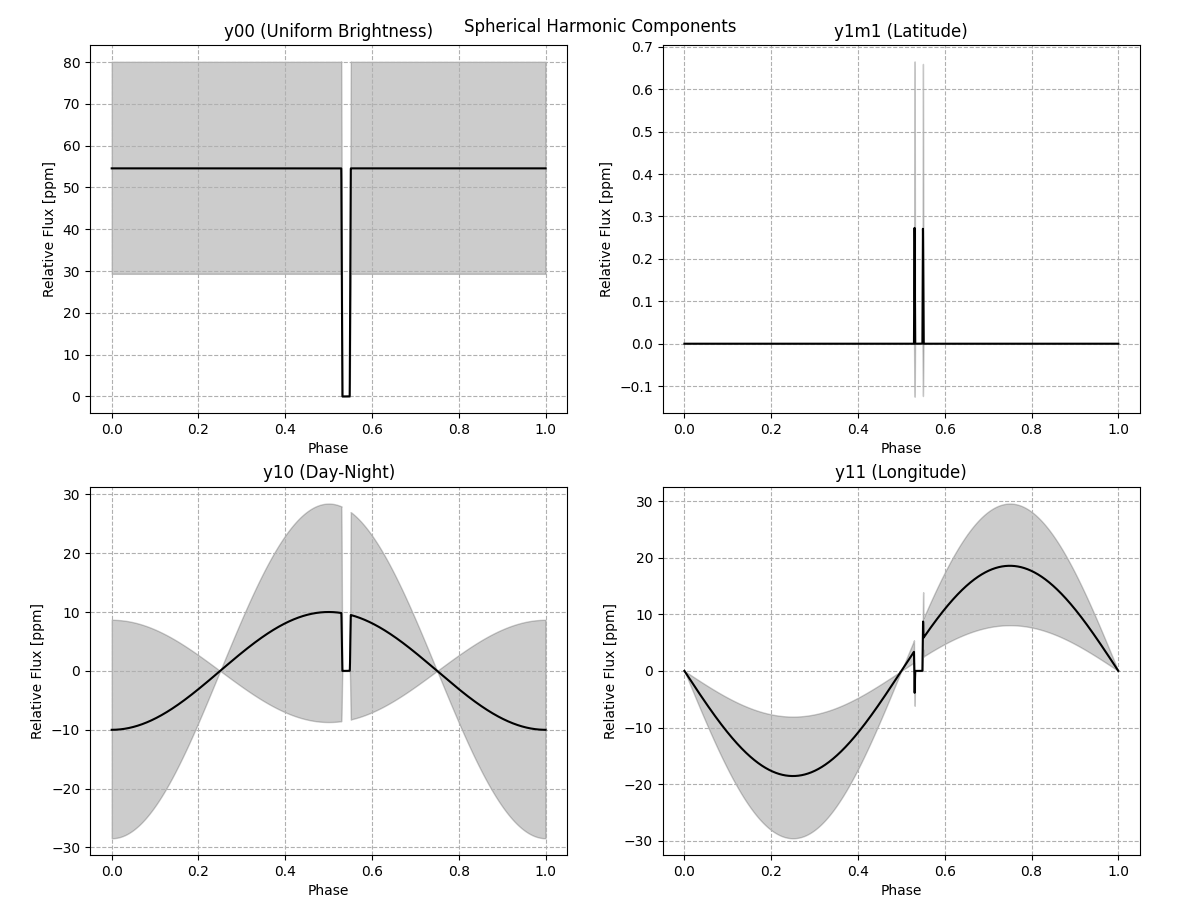 Spherical Harmonic Components
y00 (Uniform Brightness)
80
70
60
50
40
30
20
10
0
Relative Flux [ppm]
0.0 0.2 0.4 0.6 0.8 1.0
Phase
y1m1 (Latitude)
0.7
0.6
0.5
0.4
0.3
0.2
0.1
0.0
−0.1
Relative Flux [ppm]
0.0 0.2 0.4 0.6 0.8 1.0
Phase
y10 (Day-Night)
30
20
10
0
−10
−20
−30
Relative Flux [ppm]
0.0 0.2 0.4 0.6 0.8 1.0
Phase
y11 (Longitude)
30
20
10
0
−10
−20
−30
Relative Flux [ppm]
0.0 0.2 0.4 0.6 0.8 1.0
Phase